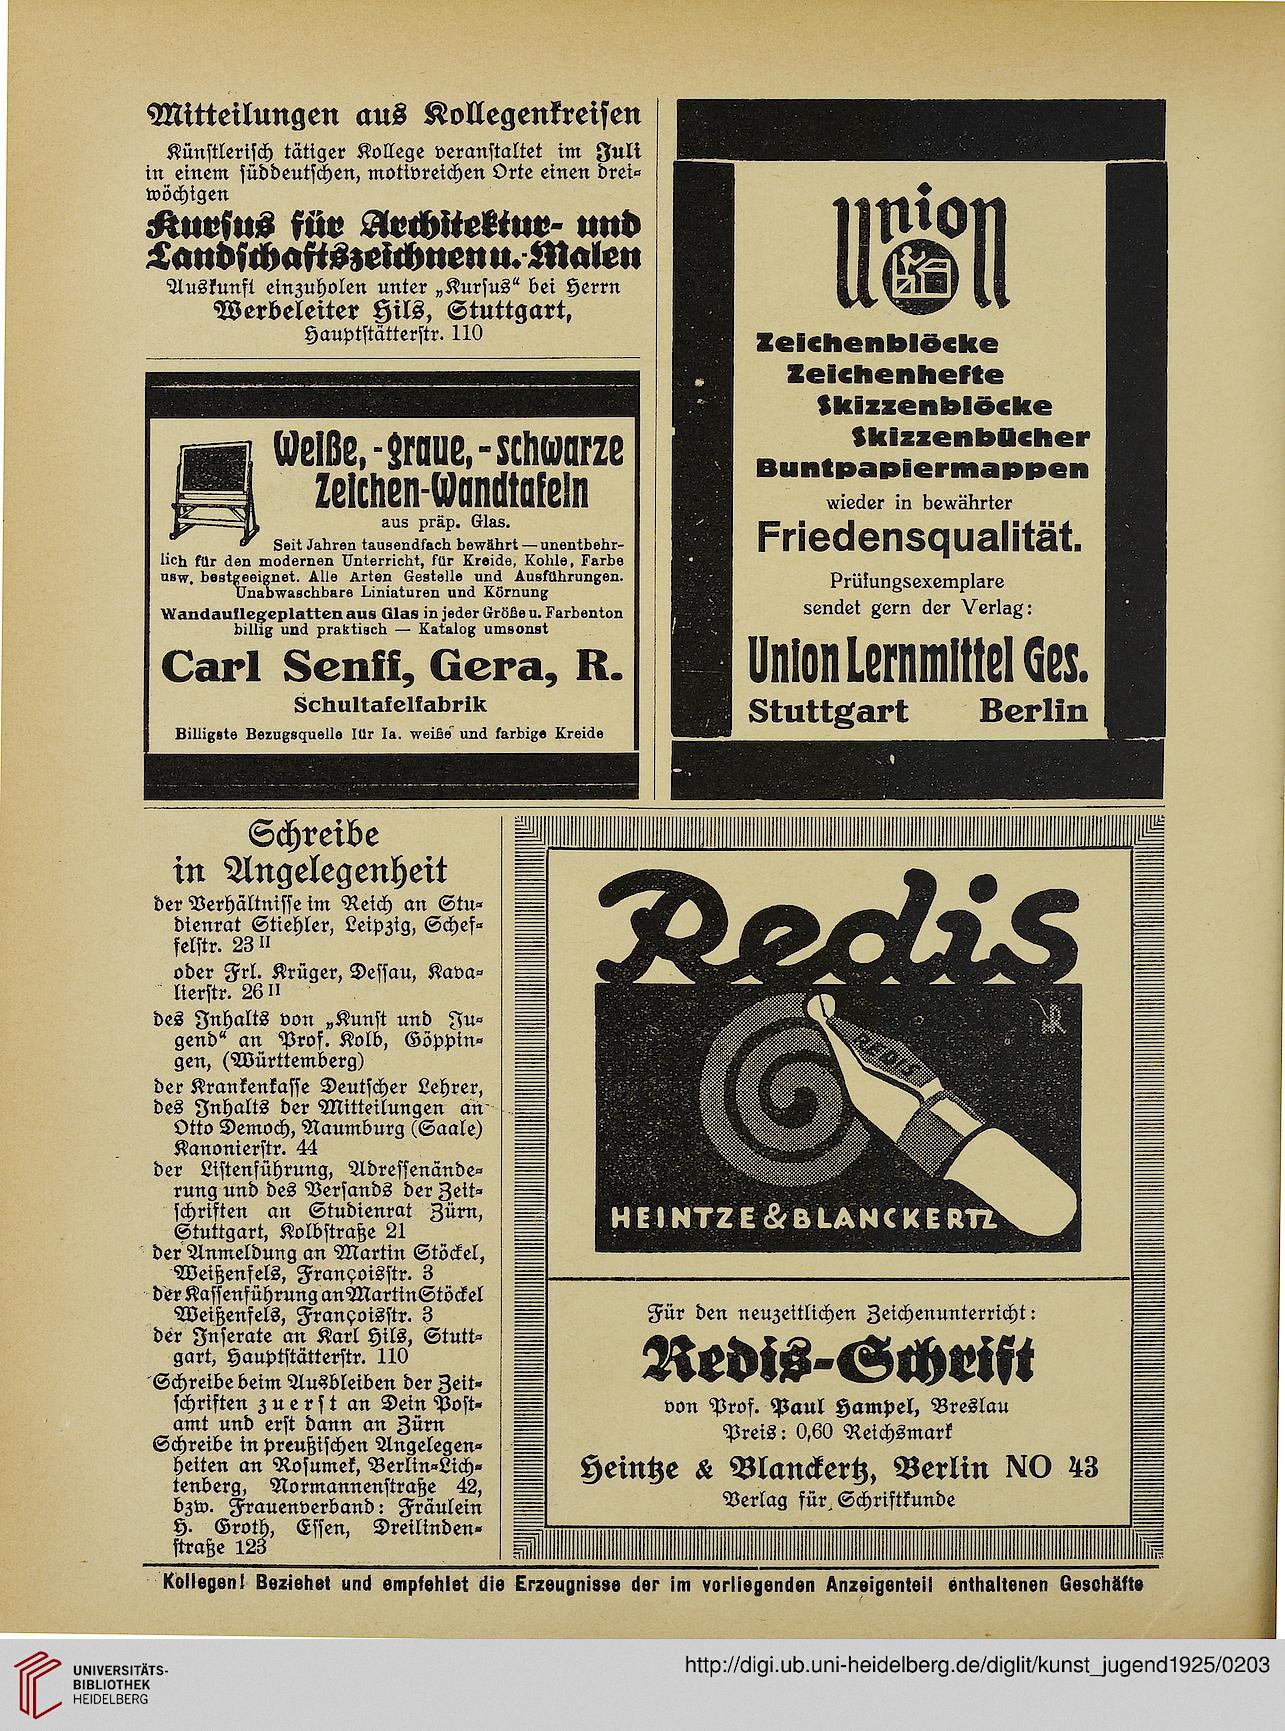 Mitteilungen aus Kollegenkreisen
Künstlerisch tätiger Kollege veranstaltet im Juli
in einem süddeutschen, motivreichen Orte einen drei-
wöchigen
Kursus für Architektur- und
Landschaftszeichnen u.-Malen
Auskunft einzuholen unter „Kursus“ bei Herrn
Werbeleiter Hils, Stuttgart,
Hauptstätterstr. 110
Weiße, - graue, - schwarze
Zeichen-Wandtafeln
aus präp. Glas.
Seit Jahren tausendfach bewährt — unentbehr-
lich für den modernen Unterricht, für Kreide, Kohle, Farbe
usw. bestgeeignet. Alle Arten Gestelle und Ausführungen.
Unabwaschbare Liniaturen und Körnung
Wandauflegeplatten aus Glas in jeder Größe u. Farbenton
billig und praktisch — Katalog umsonst
Carl Senff, Gera, R.
Schultafelfabrik
Billigste Bezugsquelle für Ia. weiße und farbige Kreide
union
Zeichenblöcke
Zeichenhefte
Skizzenblöcke
Skizzenbücher
Buntpapiermappen
wieder in bewährter
Friedensqualität.
Prüfungsexemplare
sendet gern der Verlag:
Union Lernmittel Ges.
Stuttgart Berlin
Schreibe
in Angelegenheit
der Verhältnisse im Reich an Stu-
dienrat Stiehler, Leipzig, Schef-
felstr. 23 II
oder Frl. Krüger, Dessau, Kava-
lierstr. 26 II
des Inhalts von „Kunst und Ju-
gend“ an Prof. Kolb, Göppin-
gen, (Württemberg)
der Krankenkasse Deutscher Lehrer,
des Inhalts der Mitteilungen an
Otto Democh, Naumburg (Saale)
Kanonierstr. 44
der Listenführung, Adressenände-
rung und des Versands der Zeit-
schriften an Studienrat Zürn,
Stuttgart, Kolbstraße 21
der Anmeldung an Martin Stöckel,
Weißenfels, Françoisstr. 3
der Kassenführung an Martin Stöckel
Weißenfels, Françoisstr. 3
der Inserate an Karl Hils, Stutt-
gart, Hauptstätterstr. 110
Schreibe beim Ausbleiben der Zeit-
schriften zuerst an Dein Post-
amt und erst dann an Zürn
Schreibe in preußischen Angelegen-
heiten an Rosumek, Berlin-Lich-
tenberg, Normannenstraße 42,
bzw. Frauenverband: Fräulein
H. Groth, Essen, Dreilinden-
straße 123
Redis
REDIS
HEINTZE & BLANCKERTZ
Für den neuzeitlichen Zeichenunterricht:
Redis-Schrift
von Prof. Paul Hampel, Breslau
Preis: 0,60 Reichsmark
Heintze & Blanckertz, Berlin NO 43
Verlag für Schriftkunde
Kollegen! Beziehet und empfehlet die Erzeugnisse der im vorliegenden Anzeigenteil enthaltenen Geschäfte
UNIVERSITÄTS-
BIBLIOTHEK
HEIDELBERG
http://digi.ub.uni-heidelberg.de/diglit/kunst_jugend1925/0203